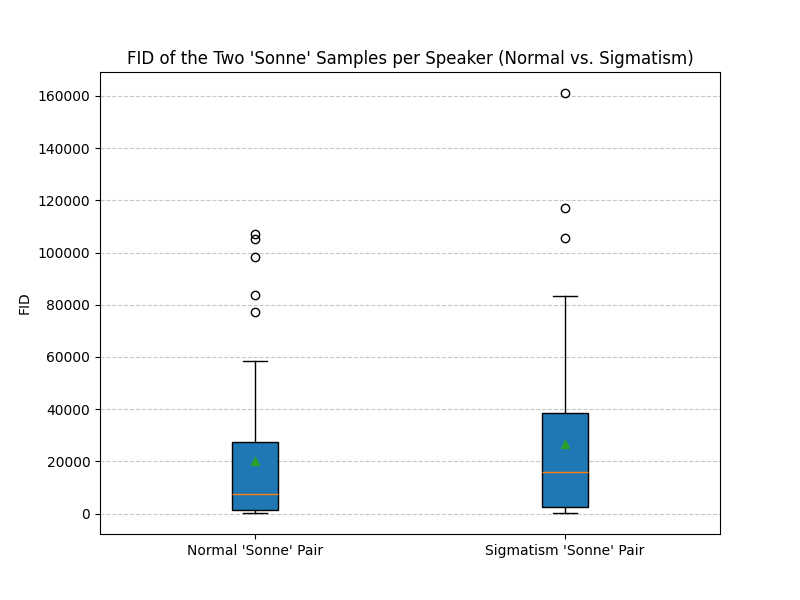 FID of the Two 'Sonne' Samples per Speaker (Normal vs. Sigmatism)
160000
140000
120000
100000
80000
60000
40000
20000
0
FID
Normal 'Sonne' Pair
Sigmatism 'Sonne' Pair